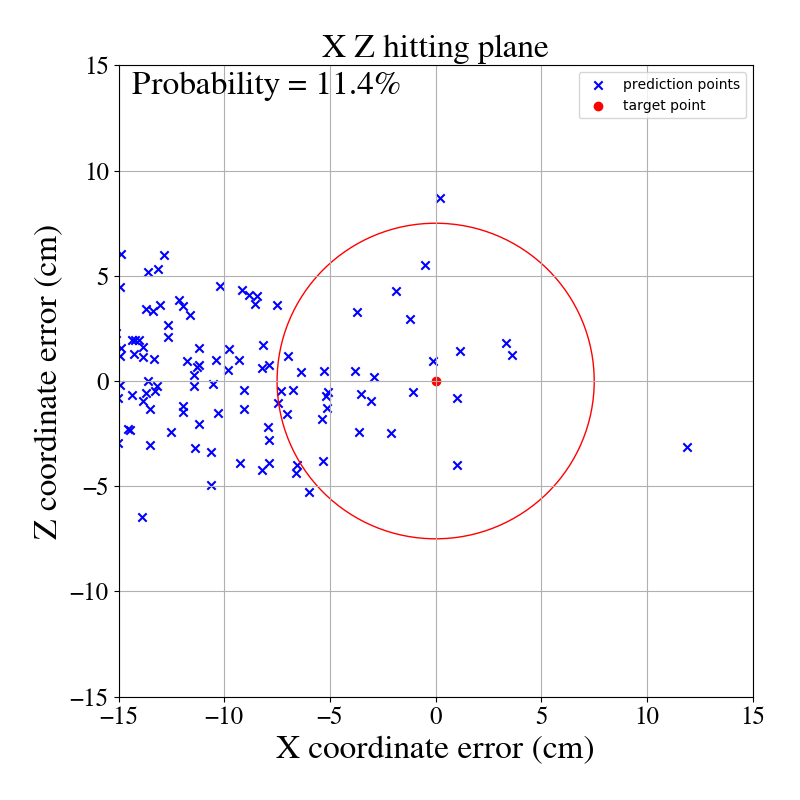 X Z hitting plane
Probability = 11.4%
prediction points
target point
15
10
5
0
−5
−10
−15
Z coordinate error (cm)
−15 −10 −5 0 5 10 15
X coordinate error (cm)